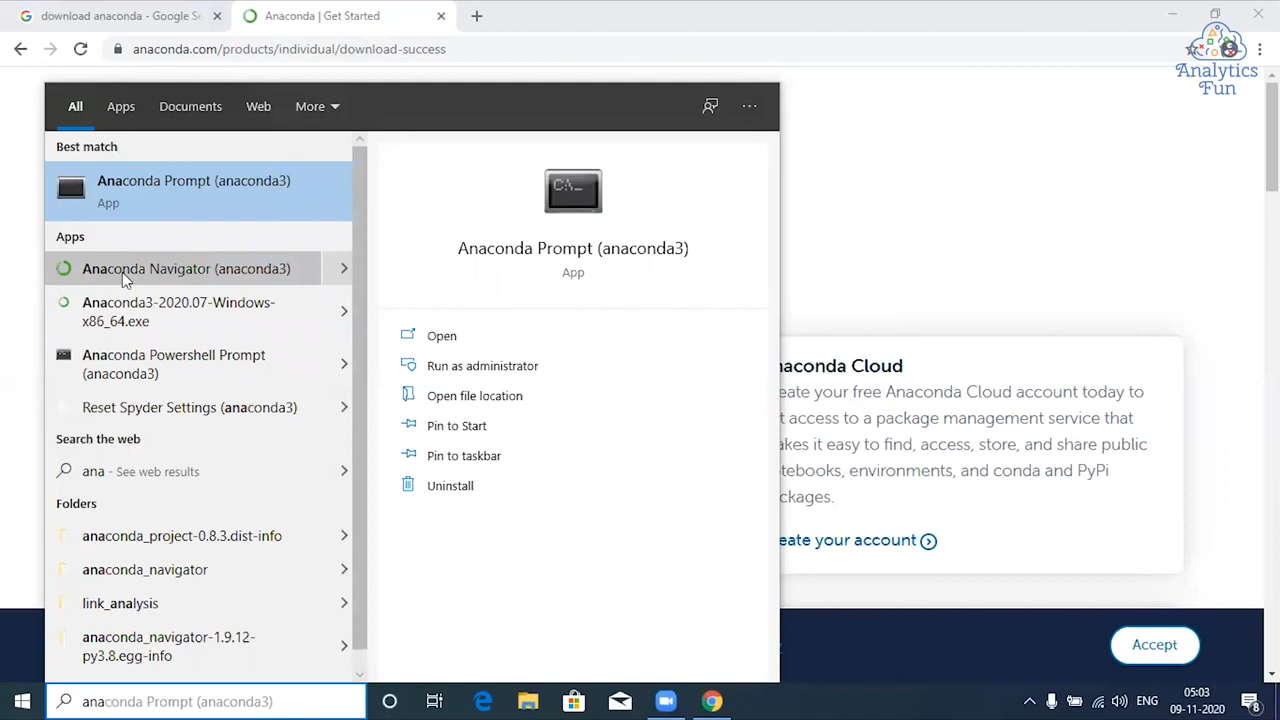 download anaconda - Google Se
Anaconda | Get Started
anaconda.com/products/individual/download-success
Analytics
Fun
All
Apps
Documents
Web
More
Best match
Anaconda Prompt (anaconda3)
App
Apps
Anaconda Navigator (anaconda3)
Anaconda3-2020.07-Windows-
x86_64.exe
Anaconda Powershell Prompt
(anaconda3)
Reset Spyder Settings (anaconda3)
Search the web
ana - See web results
Folders
anaconda_project-0.8.3.dist-info
anaconda_navigator
link_analysis
anaconda_navigator-1.9.12-
py3.8.egg-info
C:\_
Anaconda Prompt (anaconda3)
App
Open
Run as administrator
Open file location
Pin to Start
Pin to taskbar
Uninstall
naconda Cloud
eate your free Anaconda Cloud account today to
t access to a package management service that
akes it easy to find, access, store, and share public
tebooks, environments, and conda and PyPi
ckages.
eate your account
Accept
anaconda Prompt (anaconda3)
ENG
05:03
09-11-2020
8